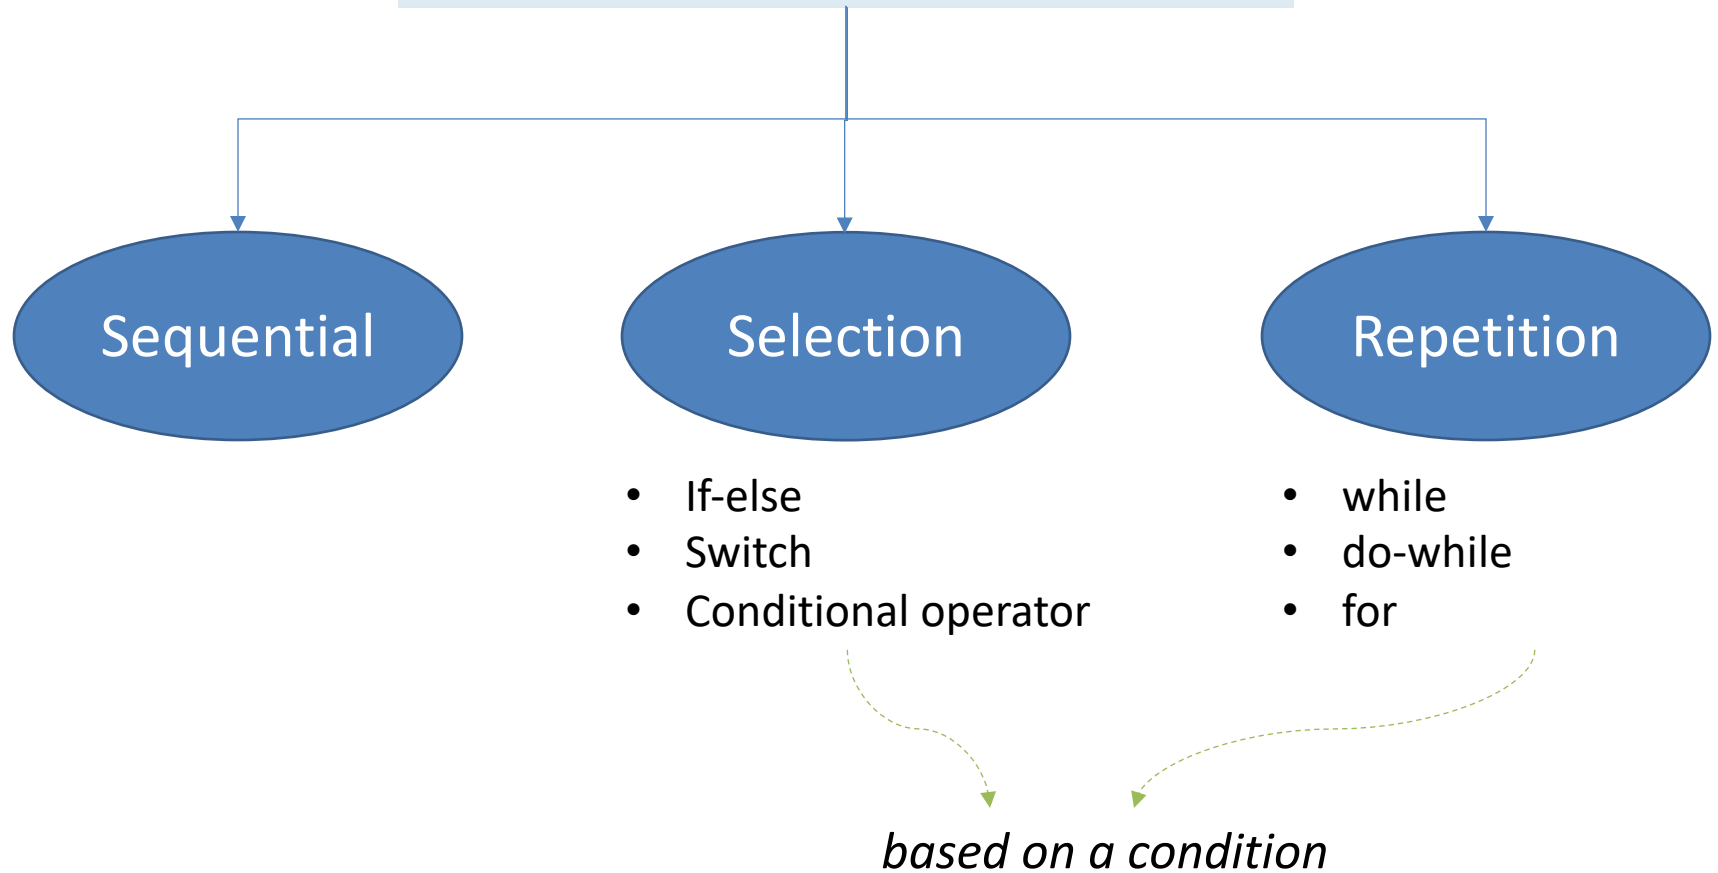 Sequential
Selection
Repetition
• If-else
• Switch
• Conditional operator
• while
• do-while
• for
based on a condition